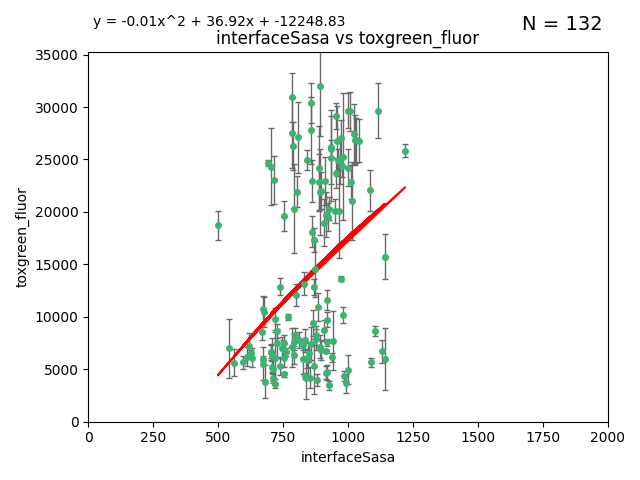 y = -0.01x^2 + 36.92x + -12248.83
N = 132
interfaceSasa vs toxgreen_fluor
35000
30000
25000
20000
15000
10000
5000
0
toxgreen_fluor
0 250 500 750 1000 1250 1500 1750 2000
interfaceSasa